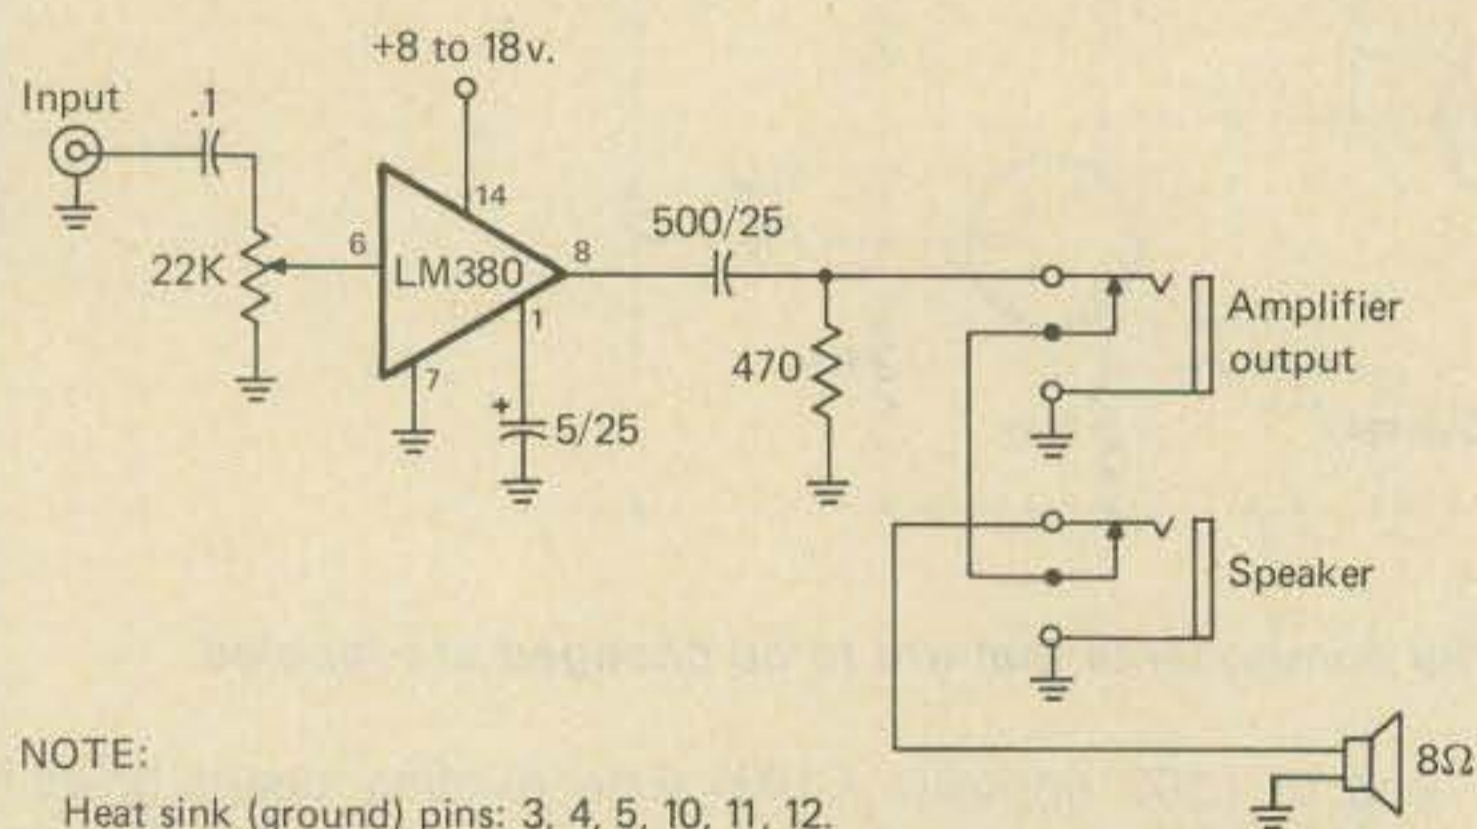 +8 to 18v.
Input
.1
14
500/25
6
8
22K
LM380
1
Amplifier
output
7
470
+
5/25
Speaker
NOTE:
8Ω
Heat sink (ground) pins: 3, 4, 5, 10, 11, 12.